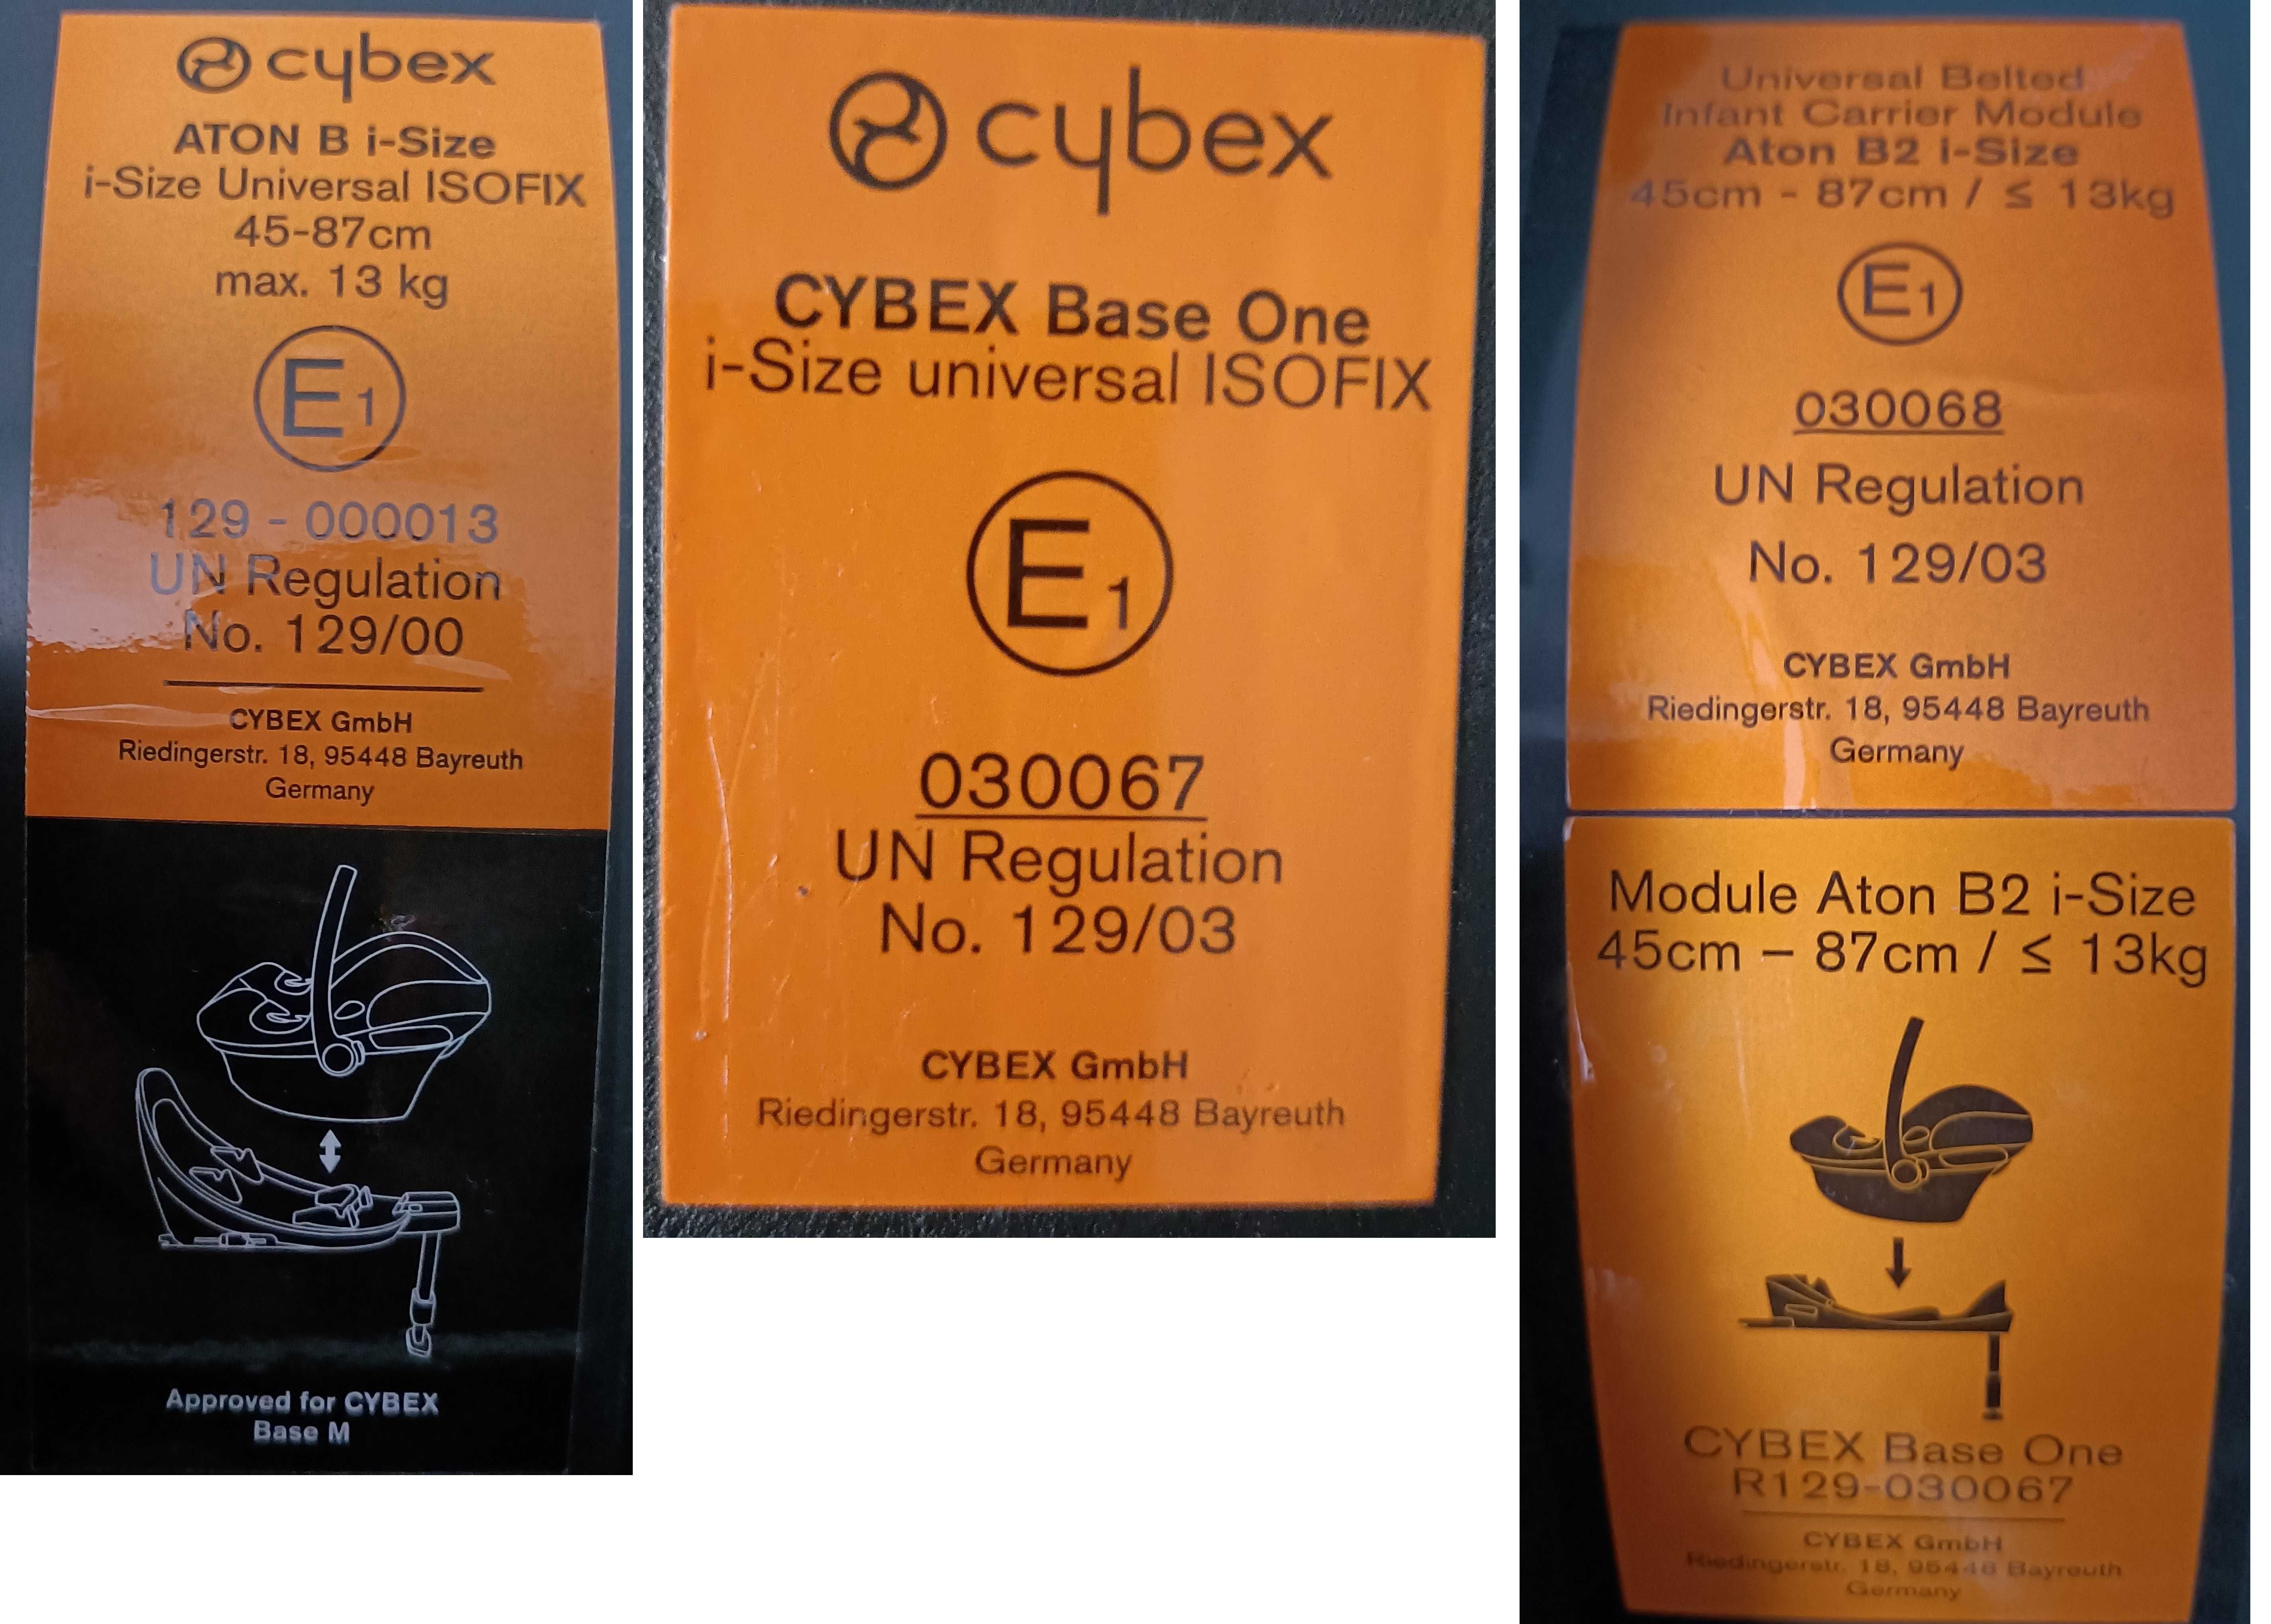 cybex
ATON B i-Size
i-Size Universal ISOFIX
45-87cm
max. 13 kg
E1
129 - 000013
UN Regulation
No. 129/00
CYBEX GmbH
Riedingerstr. 18, 95448 Bayreuth
Germany
Approved for CYBEX
Base M
cybex
CYBEX Base One
i-Size universal ISOFIX
E1
030067
UN Regulation
No. 129/03
CYBEX GmbH
Riedingerstr. 18, 95448 Bayreuth
Germany
Universal Belted
Infant Carrier Module
Aton B2 i-Size
45cm - 87cm / ≤ 13kg
E1
030068
UN Regulation
No. 129/03
CYBEX GmbH
Riedingerstr. 18, 95448 Bayreuth
Germany
Module Aton B2 i-Size
45cm – 87cm / ≤ 13kg
CYBEX Base One
R129-030067
CYBEX GmbH
Riedingerstr. 18, 95448 Bayreuth
Germany